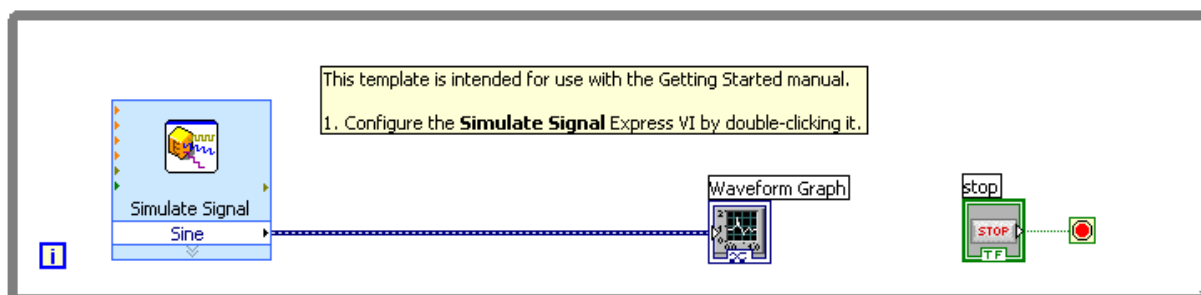 This template is intended for use with the Getting Started manual.
1. Configure the Simulate Signal Express VI by double-clicking it.
Simulate Signal
Sine
Waveform Graph
stop
STOP
TF
i